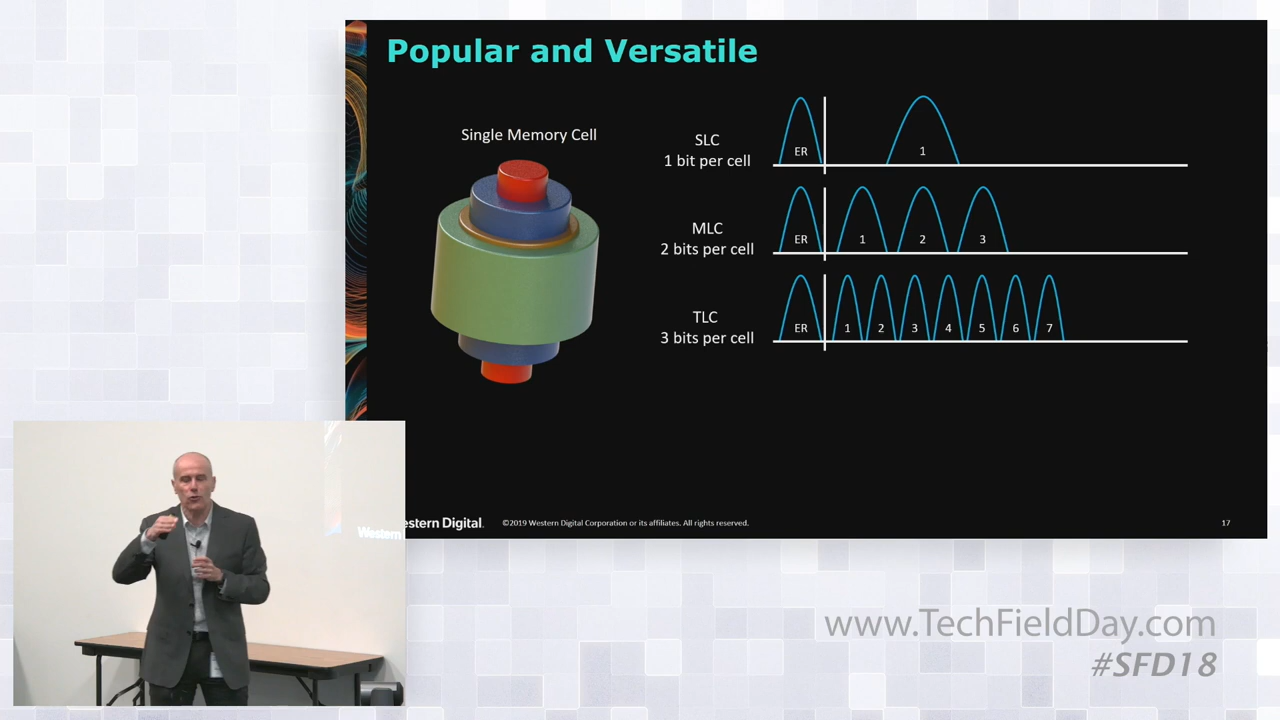 Popular and Versatile
Single Memory Cell
SLC
1 bit per cell
ER
1
MLC
2 bits per cell
ER
1
2
3
TLC
3 bits per cell
ER
1
2
3
4
5
6
7
estern Digital.
©2019 Western Digital Corporation or its affiliates. All rights reserved.
17
Western
www.TechFieldDay.com
#SFD18